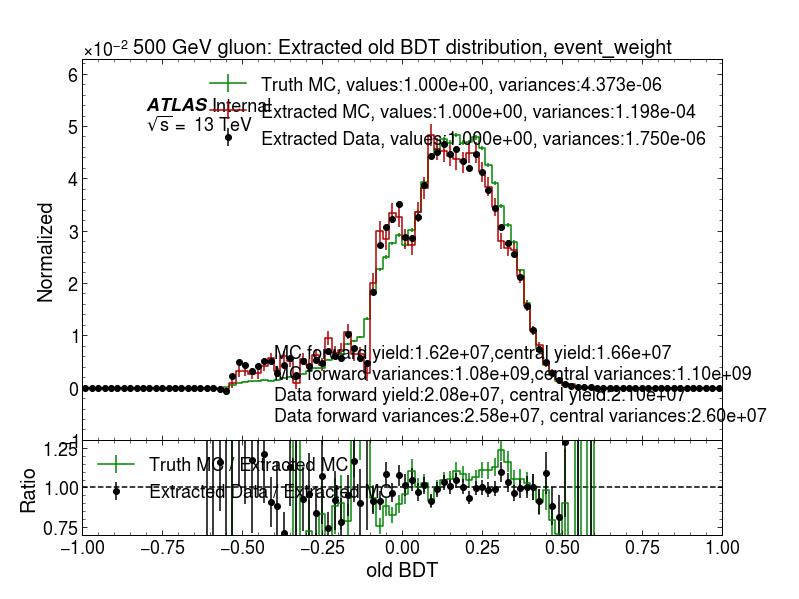 ×10⁻² 500 GeV gluon: Extracted old BDT distribution, event_weight
Truth MC, values:1.000e+00, variances:4.373e-06
ATLAS Internal
Extracted MC, values:1.000e+00, variances:1.198e-04
√s = 13 TeV
Extracted Data, values:1.000e+00, variances:1.750e-06
6
5
4
3
2
1
0
−1
Normalized
MC forward yield:1.62e+07,central yield:1.66e+07
MC forward variances:1.08e+09,central variances:1.10e+09
Data forward yield:2.08e+07, central yield:2.10e+07
Data forward variances:2.58e+07, central variances:2.60e+07
1.25
1.00
0.75
Ratio
Truth MC / Extracted MC
Extracted Data / Extracted MC
−1.00 −0.75 −0.50 −0.25 0.00 0.25 0.50 0.75 1.00
old BDT